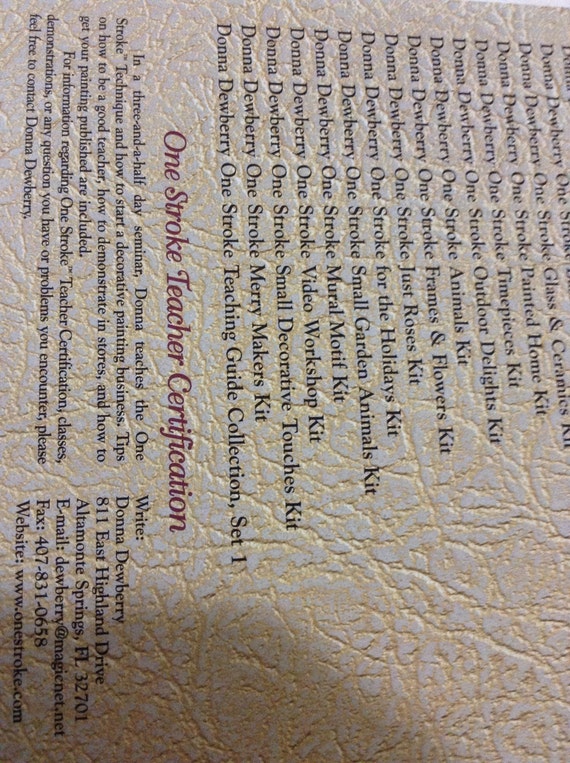 Donna Dewberry One Stroke
Donna Dewberry One Stroke Glass & Ceramics Kit
Donna Dewberry One Stroke Painted Home Kit
Donna Dewberry One Stroke Timepieces Kit
Donna Dewberry One Stroke Outdoor Delights Kit
Donna Dewberry One Stroke Animals Kit
Donna Dewberry One Stroke Frames & Flowers Kit
Donna Dewberry One Stroke Just Roses Kit
Donna Dewberry One Stroke for the Holidays Kit
Donna Dewberry One Stroke Small Garden Animals Kit
Donna Dewberry One Stroke Mural Motif Kit
Donna Dewberry One Stroke Video Workshop Kit
Donna Dewberry One Stroke Small Decorative Touches Kit
Donna Dewberry One Stroke Merry Makers Kit
Donna Dewberry One Stroke Teaching Guide Collection, Set 1
One Stroke Teacher Certification
In a three-and-a-half day seminar, Donna teaches the One
Stroke™ Technique and how to start a decorative painting business. Tips
on how to be a good teacher, how to demonstrate in stores, and how to
get your painting published are included.
For information regarding One Stroke™ Teacher Certification, classes,
demonstrations, or any question you have or problems you encounter, please
feel free to contact Donna Dewberry.
Write:
Donna Dewberry
811 East Highland Drive
Altamonte Springs, FL 32701
E-mail: dewberry@magicnet.net
Fax: 407-831-0658
Website: www.onestroke.com